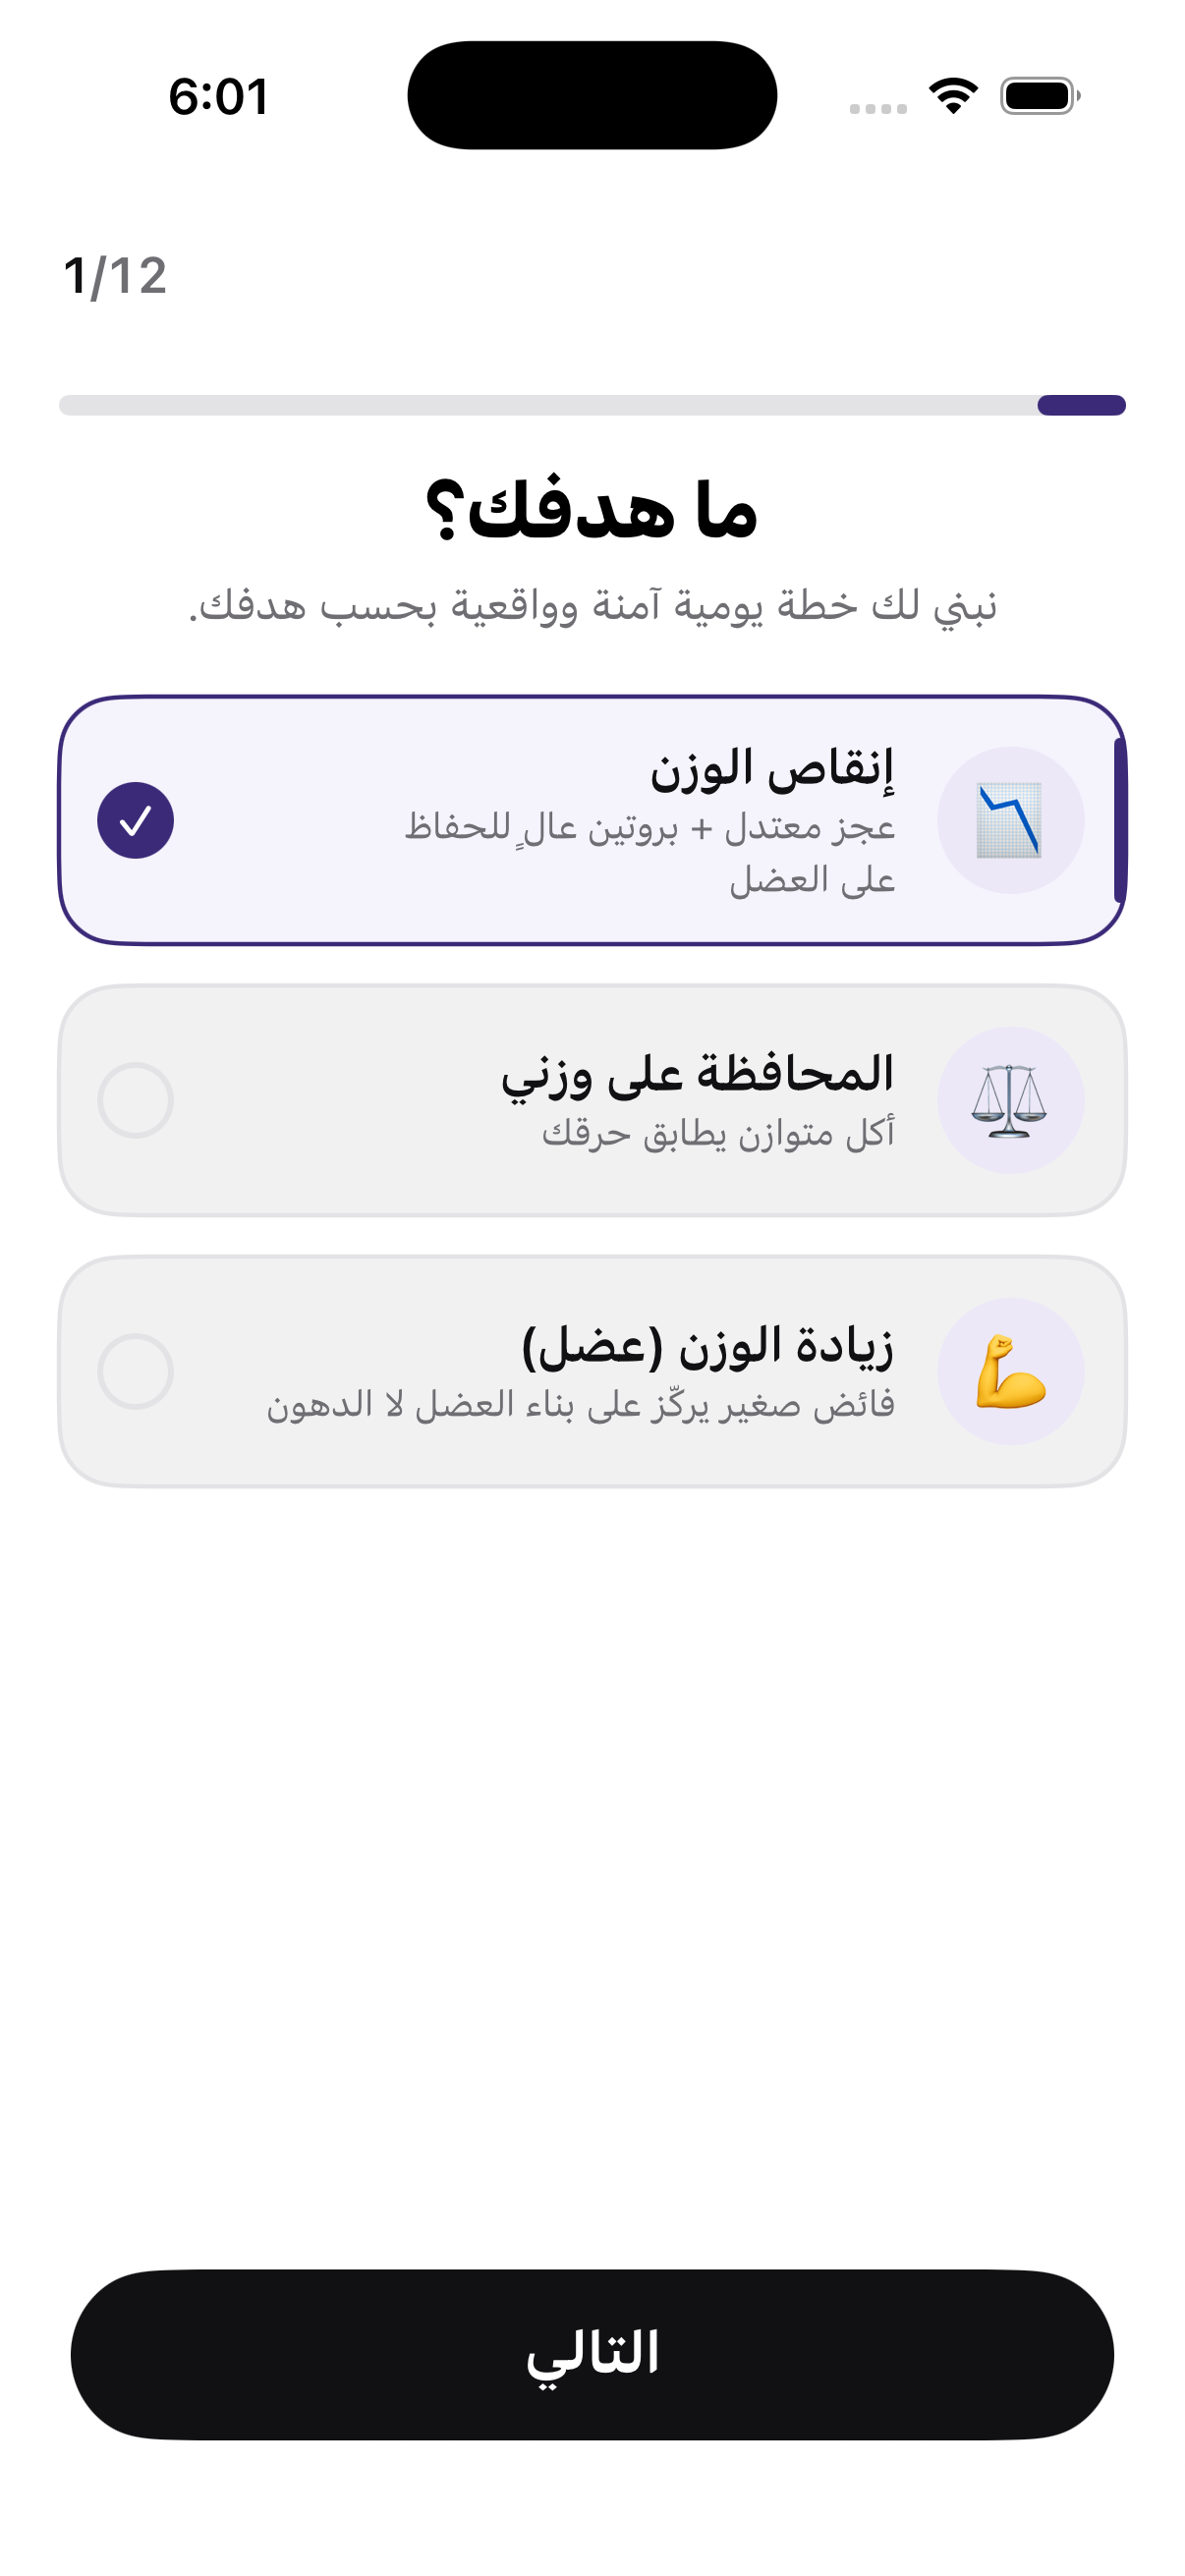 6:01
1/12
ما هدفك؟
نبني لك خطة يومية آمنة وواقعية بحسب هدفك.
إنقاص الوزن
عجز معتدل + بروتين عالٍ للحفاظ
على العضل
المحافظة على وزني
أكل متوازن يطابق حرقك
زيادة الوزن (عضل)
فائض صغير يركّز على بناء العضل لا الدهون
التالي